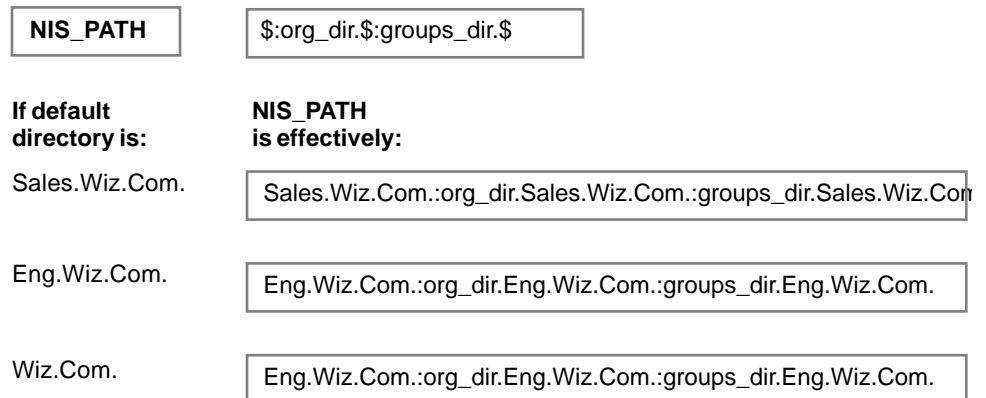 NIS_PATH $:org_dir.$:groups_dir.$
If default NIS_PATH
directory is: is effectively:
Sales.Wiz.Com. Sales.Wiz.Com.:org_dir.Sales.Wiz.Com.:groups_dir.Sales.Wiz.Com
Eng.Wiz.Com. Eng.Wiz.Com.:org_dir.Eng.Wiz.Com.:groups_dir.Eng.Wiz.Com.
Wiz.Com. Eng.Wiz.Com.:org_dir.Eng.Wiz.Com.:groups_dir.Eng.Wiz.Com.